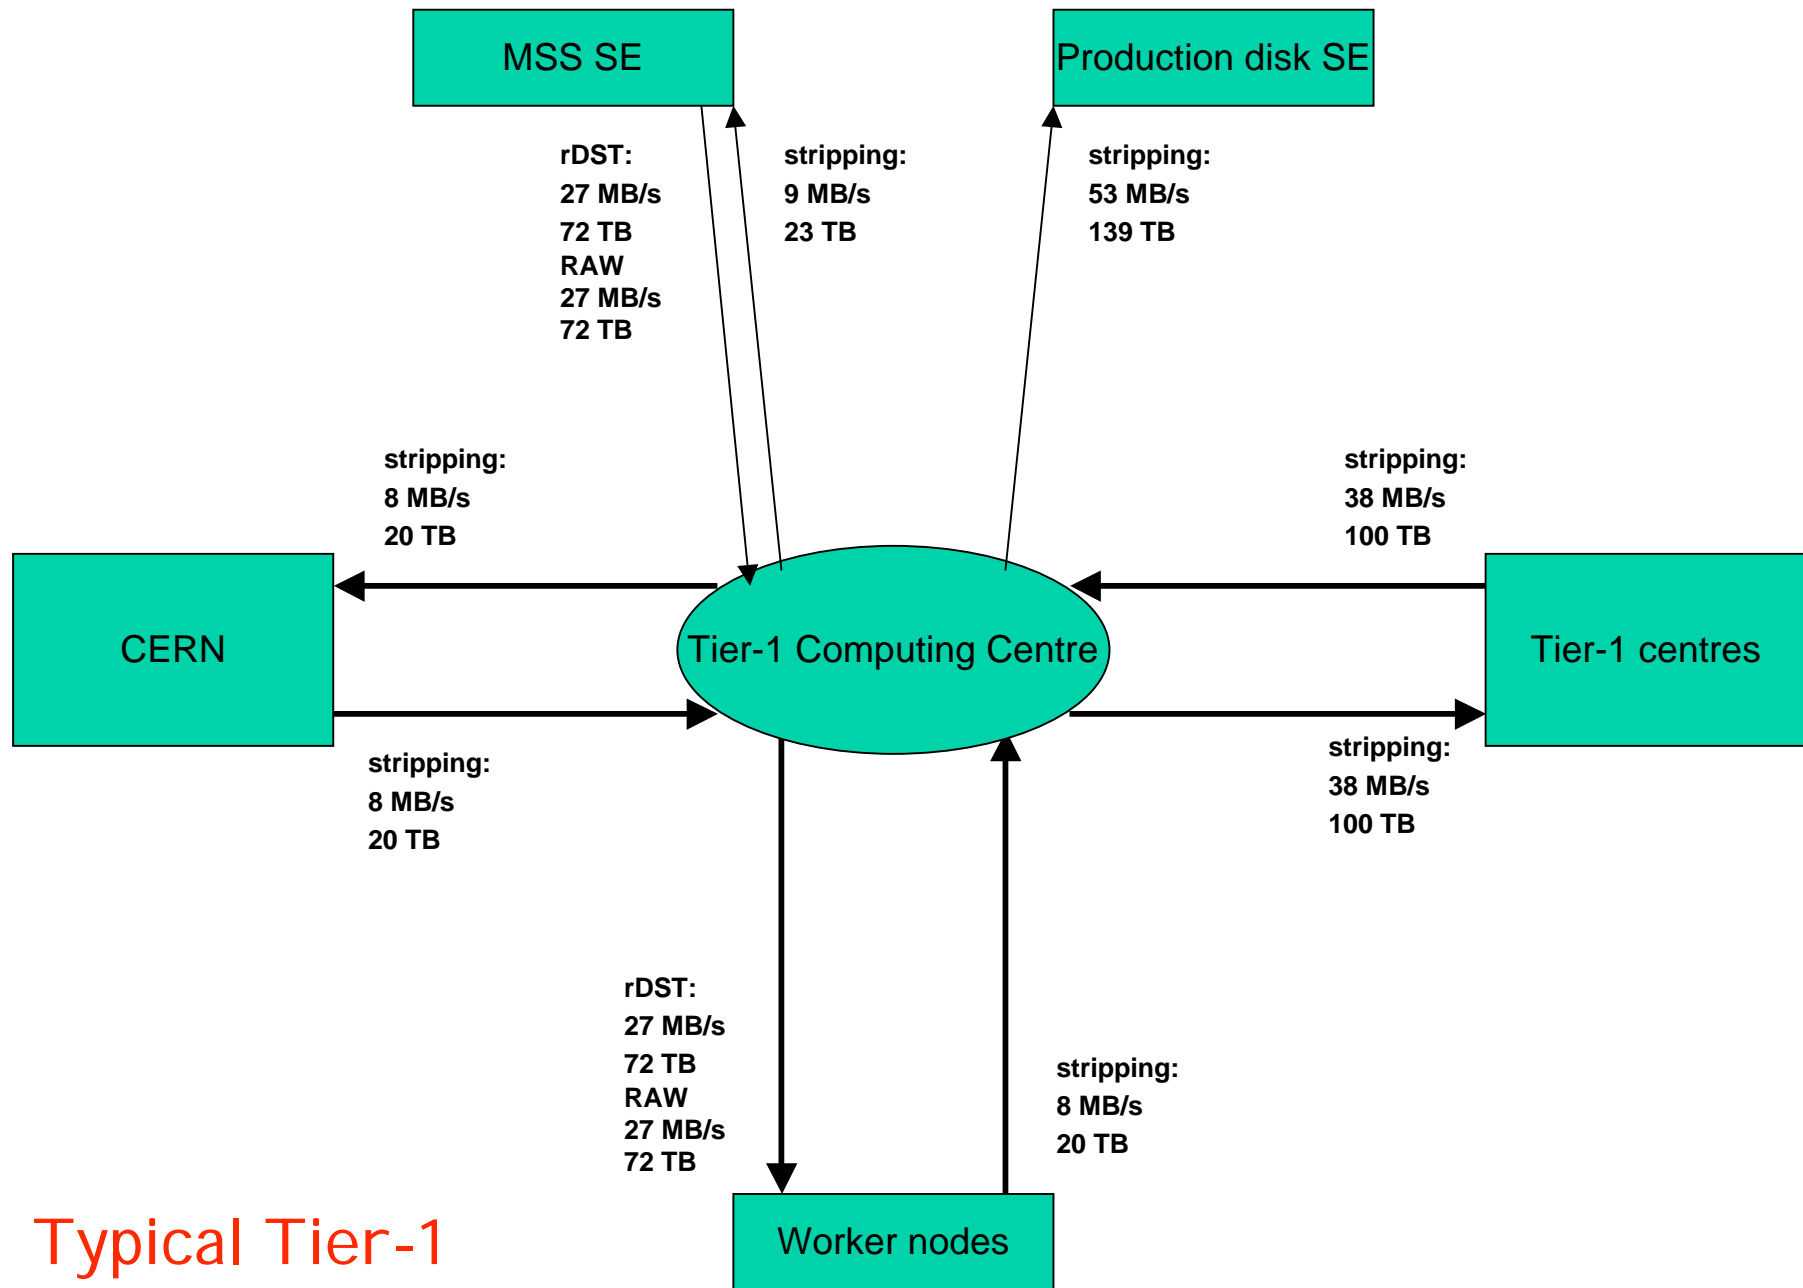 MSS SE
Production disk SE
rDST:
27 MB/s
72 TB
RAW
27 MB/s
72 TB
stripping:
9 MB/s
23 TB
stripping:
53 MB/s
139 TB
stripping:
8 MB/s
20 TB
stripping:
38 MB/s
100 TB
CERN
Tier-1 Computing Centre
Tier-1 centres
stripping:
8 MB/s
20 TB
stripping:
38 MB/s
100 TB
rDST:
27 MB/s
72 TB
RAW
27 MB/s
72 TB
stripping:
8 MB/s
20 TB
Worker nodes
Typical Tier-1